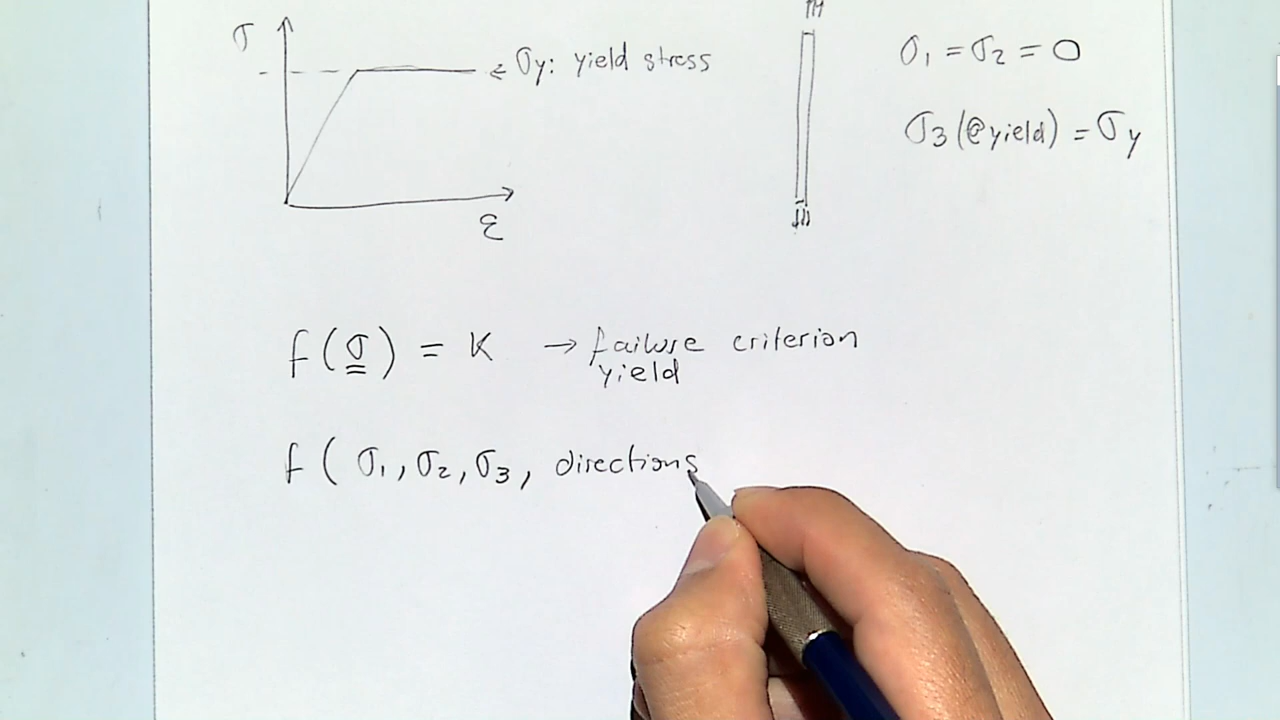 σ
← σy: yield stress
ε
σ1 = σ2 = 0
σ3 (@yield) = σy
f(σ) = K → failure criterion
yield
f( σ1, σ2, σ3, directions